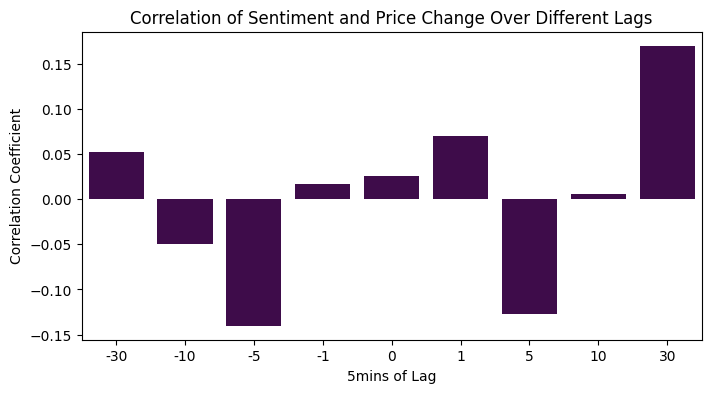 Correlation of Sentiment and Price Change Over Different Lags
Correlation Coefficient
0.15
0.10
0.05
0.00
−0.05
−0.10
−0.15
-30 -10 -5 -1 0 1 5 10 30
5mins of Lag